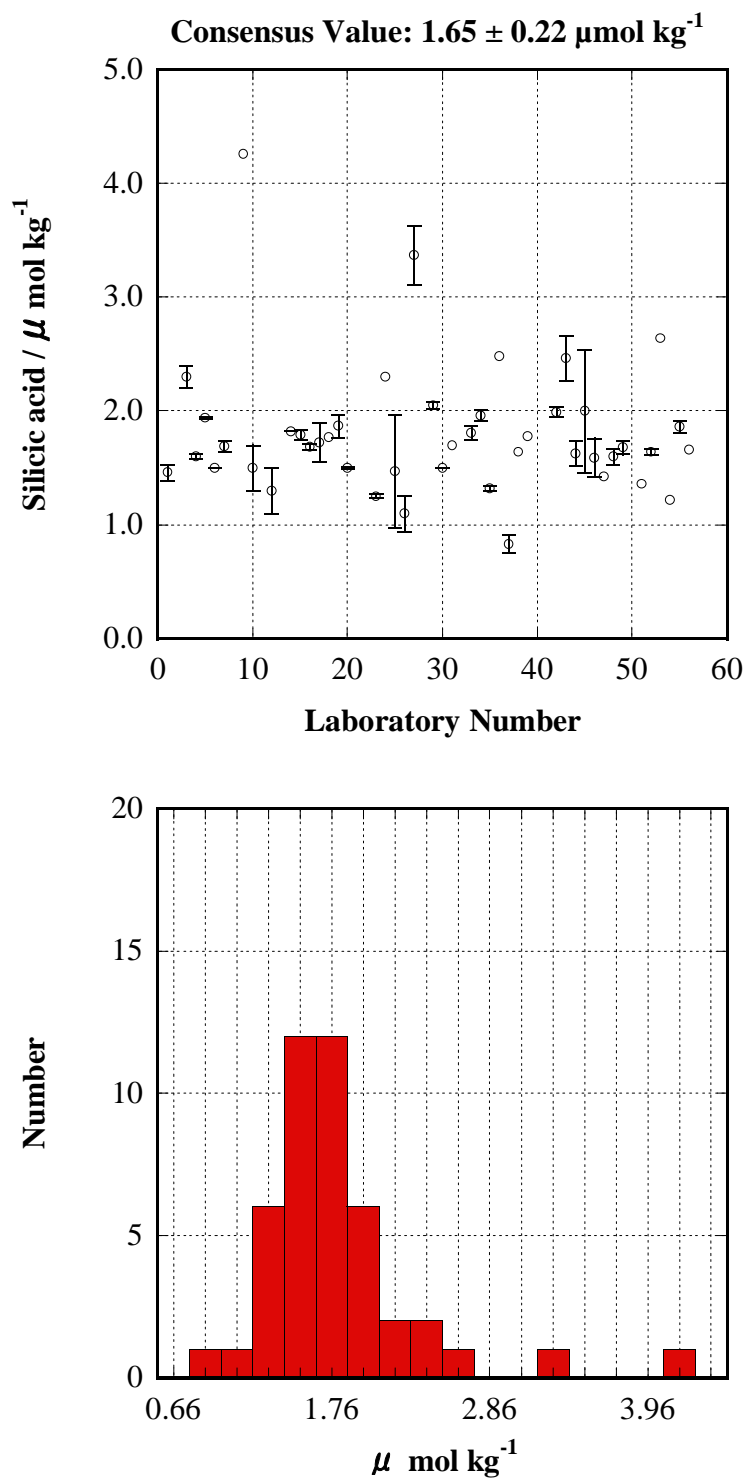 Consensus Value: 1.65 ± 0.22 µmol kg-1
5.0
4.0
3.0
2.0
1.0
0.0
Silicic acid / μ mol kg-1
0 10 20 30 40 50 60
Laboratory Number
20
15
10
5
0
Number
0.66 1.76 2.86 3.96
μ mol kg-1